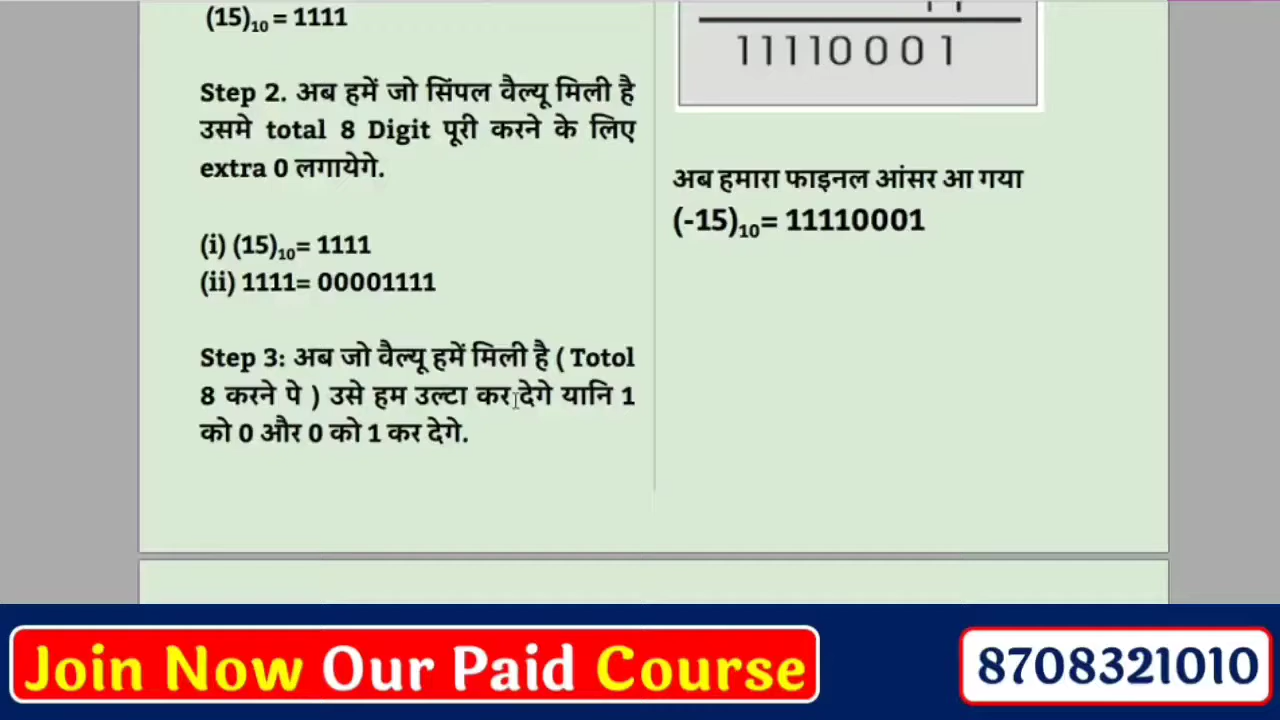 (15)10 = 1111
Step 2. अब हमें जो सिंपल वैल्यू मिली है
उसमे total 8 Digit पूरी करने के लिए
extra 0 लगायेगे.
(i) (15)10= 1111
(ii) 1111= 00001111
Step 3: अब जो वैल्यू हमें मिली है ( Totol
8 करने पे ) उसे हम उल्टा कर देगे यानि 1
को 0 और 0 को 1 कर देगे.
11110001
अब हमारा फाइनल आंसर आ गया
(-15)10= 11110001
Join Now Our Paid Course
8708321010